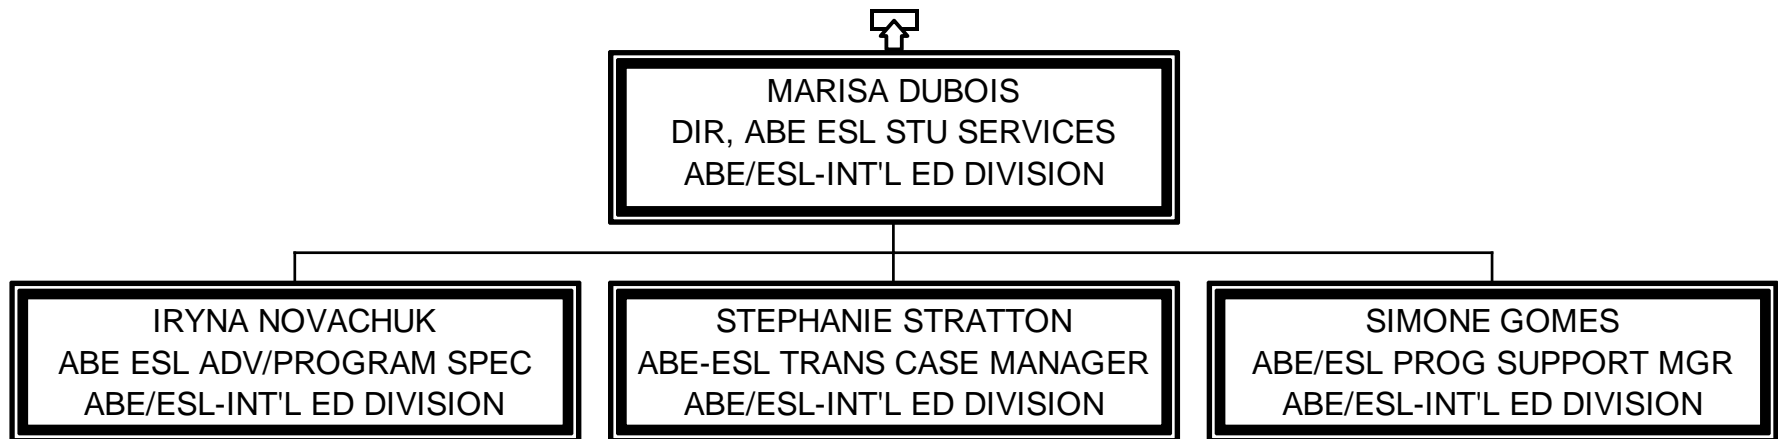 MARISA DUBOIS
DIR, ABE ESL STU SERVICES
ABE/ESL-INT'L ED DIVISION
IRYNA NOVACHUK
ABE ESL ADV/PROGRAM SPEC
ABE/ESL-INT'L ED DIVISION
STEPHANIE STRATTON
ABE-ESL TRANS CASE MANAGER
ABE/ESL-INT'L ED DIVISION
SIMONE GOMES
ABE/ESL PROG SUPPORT MGR
ABE/ESL-INT'L ED DIVISION